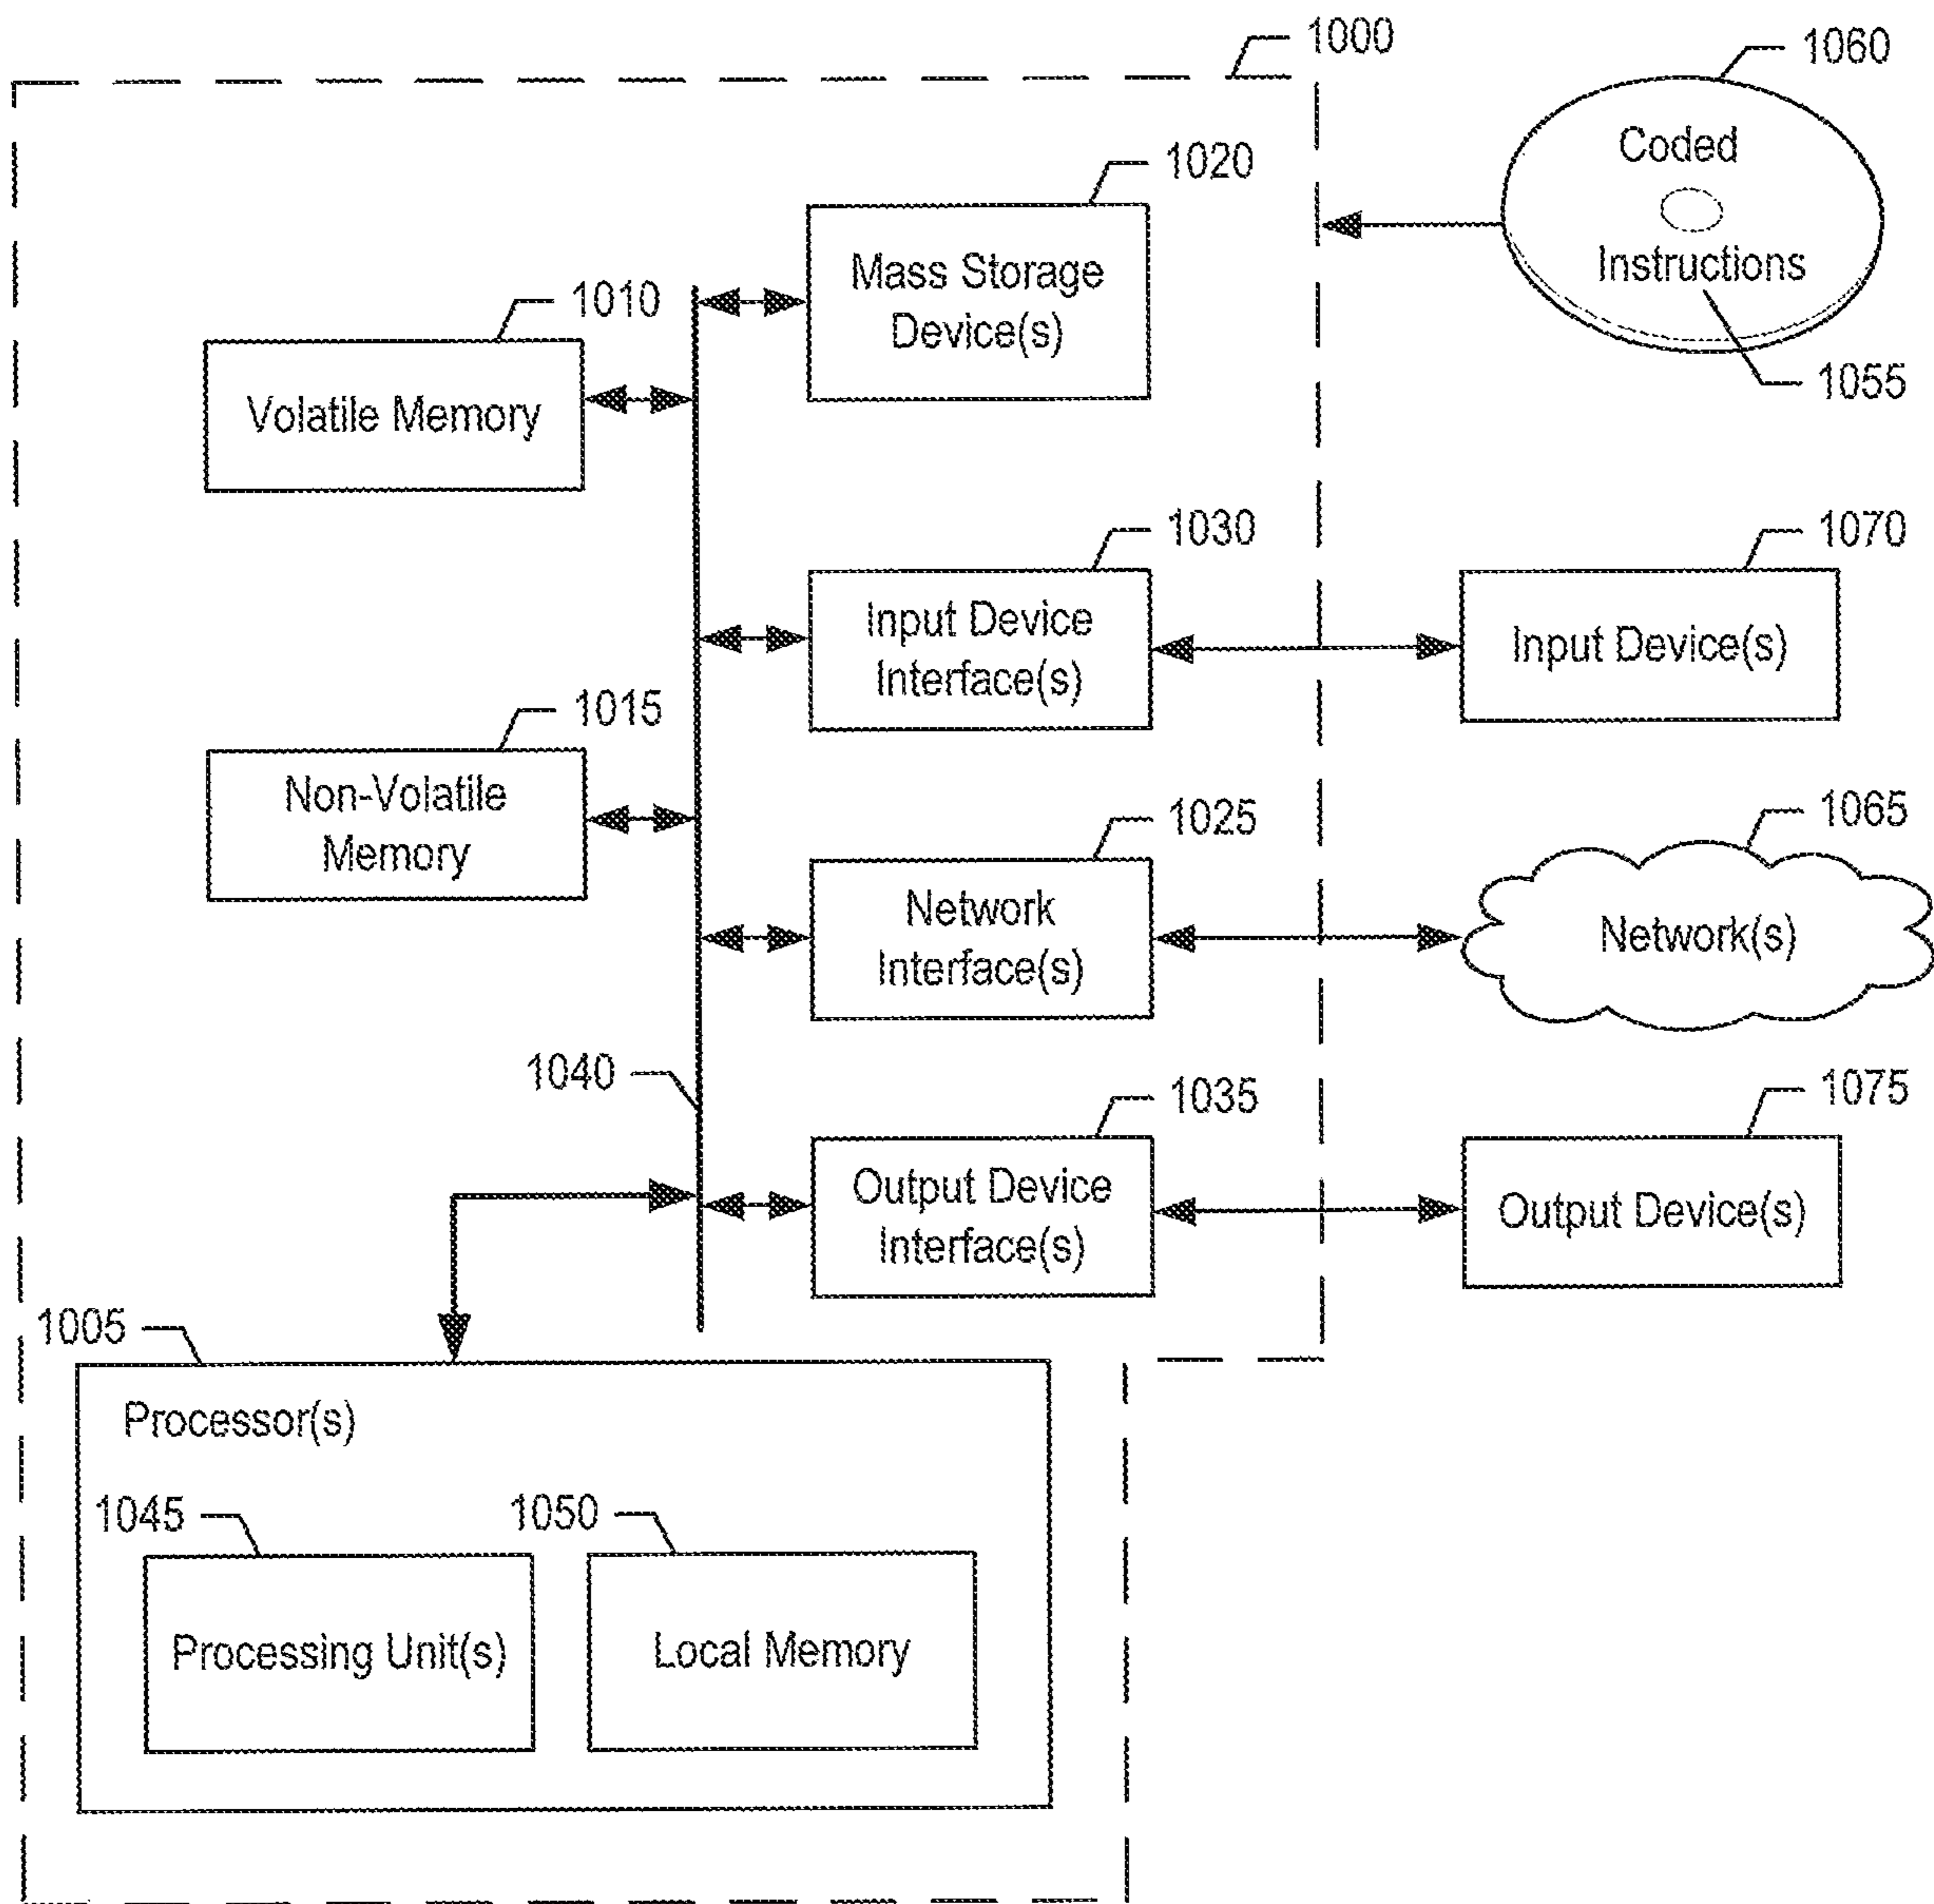 1000
1060
Coded
Instructions
1055
1020
Mass Storage
Device(s)
1010
Volatile Memory
1030
Input Device
Interface(s)
1070
Input Device(s)
1015
Non-Volatile
Memory
1025
Network
Interface(s)
1065
Network(s)
1040
1035
Output Device
Interface(s)
1075
Output Device(s)
1005
Processor(s)
1045
Processing Unit(s)
1050
Local Memory